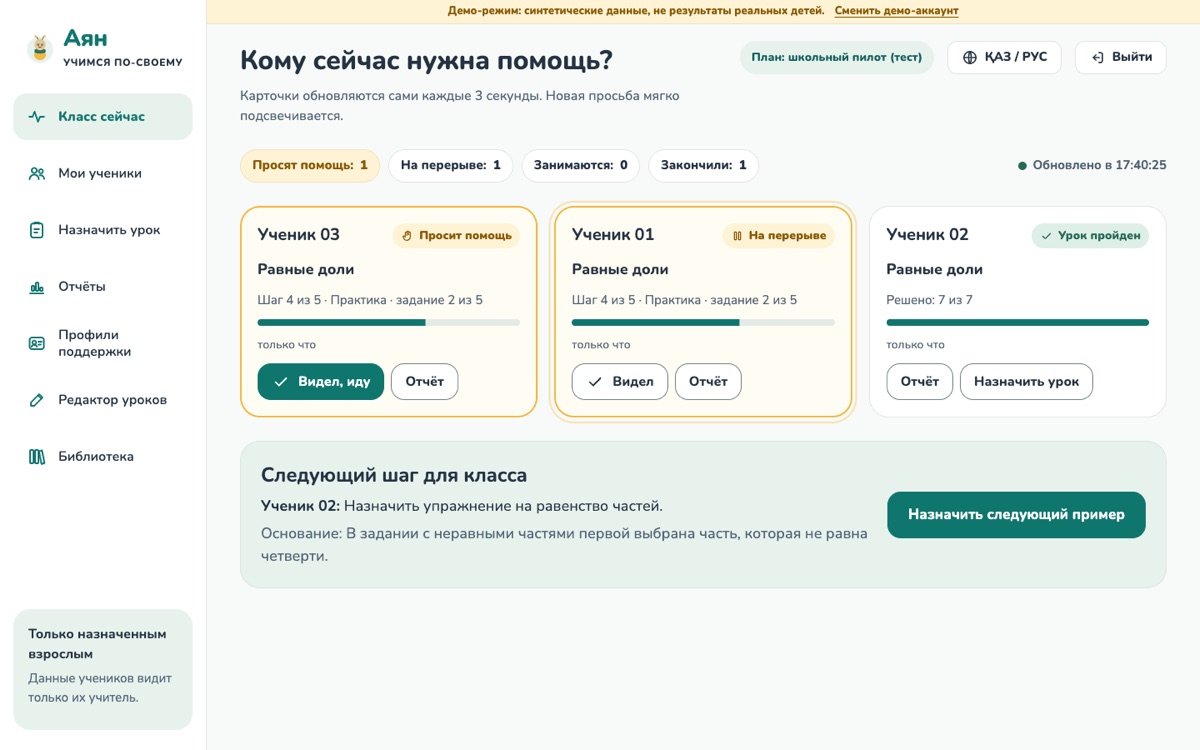 Демо-режим: синтетические данные, не результаты реальных детей. Сменить демо-аккаунт
Аян
УЧИМСЯ ПО-СВОЕМУ
Класс сейчас
Мои ученики
Назначить урок
Отчёты
Профили
поддержки
Редактор уроков
Библиотека
Только назначенным
взрослым
Данные учеников видит
только их учитель.
Кому сейчас нужна помощь?
План: школьный пилот (тест)
ҚАЗ / РУС
Выйти
Карточки обновляются сами каждые 3 секунды. Новая просьба мягко
подсвечивается.
Просят помощь: 1
На перерыве: 1
Занимаются: 0
Закончили: 1
Обновлено в 17:40:25
Ученик 03
Просит помощь
Равные доли
Шаг 4 из 5 · Практика · задание 2 из 5
только что
Видел, иду
Отчёт
Ученик 01
На перерыве
Равные доли
Шаг 4 из 5 · Практика · задание 2 из 5
только что
Видел
Отчёт
Ученик 02
Урок пройден
Равные доли
Решено: 7 из 7
только что
Отчёт
Назначить урок
Следующий шаг для класса
Ученик 02: Назначить упражнение на равенство частей.
Основание: В задании с неравными частями первой выбрана часть, которая не равна
четверти.
Назначить следующий пример